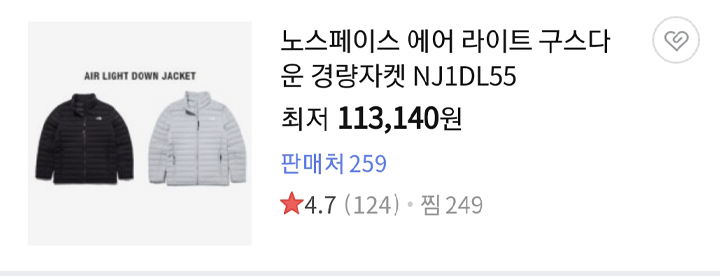 AIR LIGHT DOWN JACKET
노스페이스 에어 라이트 구스다
운 경량자켓 NJ1DL55
최저 113,140원
판매처 259
★4.7 (124) • 찜 249